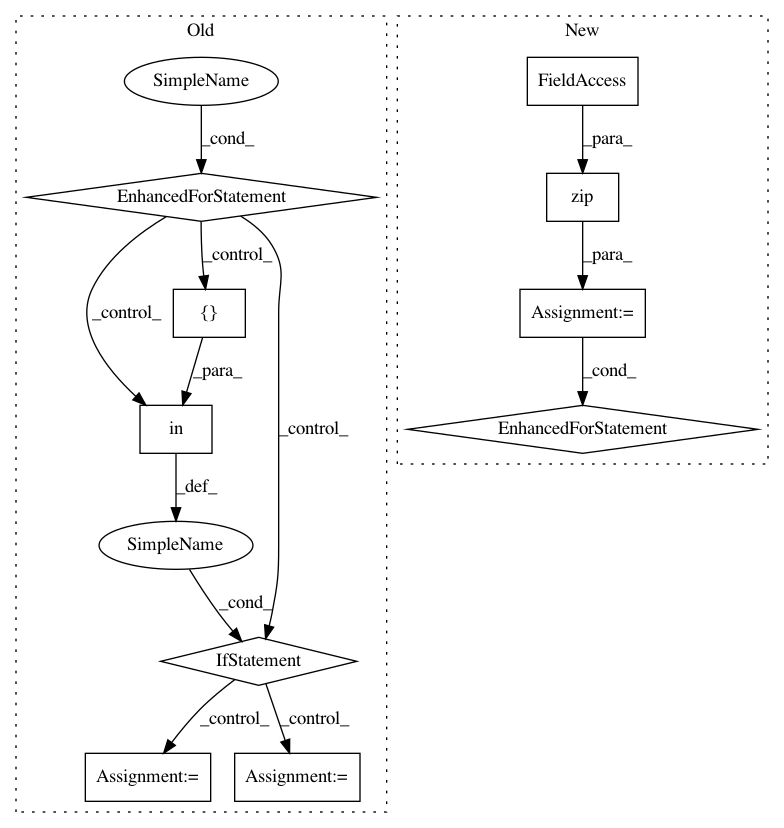 Old
New
SimpleName
FieldAccess
_cond_
_para_
EnhancedForStatement
zip
_control_
_para_
_control_
{}
Assignment:=
_para_
_cond_
in
_control_
EnhancedForStatement
_def_
SimpleName
_cond_
IfStatement
_control_
_control_
Assignment:=
Assignment:=